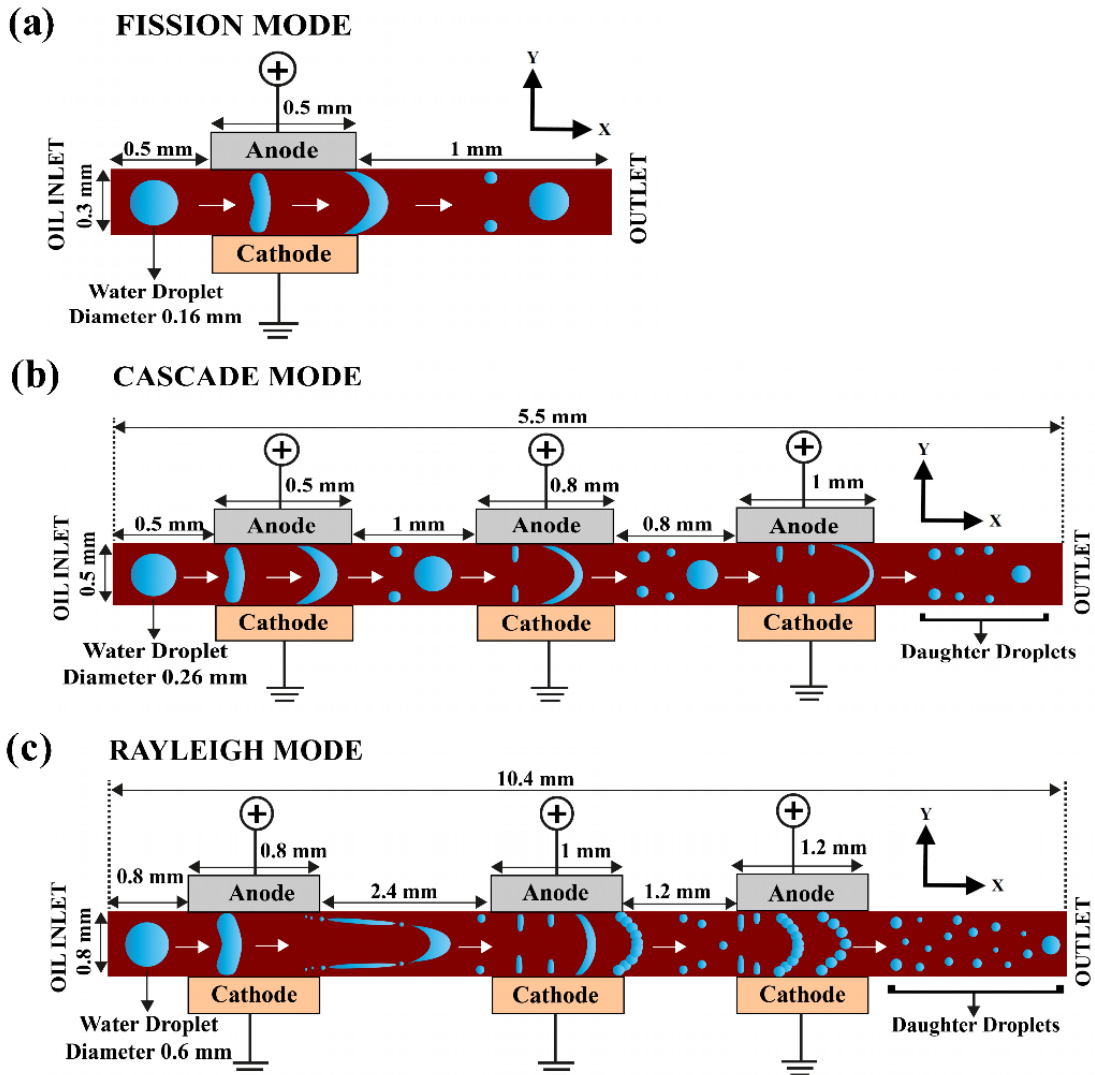 (a) FISSION MODE
+
Y
X
0.5 mm
0.5 mm
Anode
1 mm
OIL INLET
0.3 mm
OUTLET
Cathode
Water Droplet
Diameter 0.16 mm
(b) CASCADE MODE
5.5 mm
+ + +
Y
X
0.5 mm 0.8 mm 1 mm
0.5 mm Anode 1 mm Anode 0.8 mm Anode
OIL INLET
0.5 mm
OUTLET
Cathode Cathode Cathode
Water Droplet
Diameter 0.26 mm
Daughter Droplets
(c) RAYLEIGH MODE
10.4 mm
+ + +
Y
X
0.8 mm 1 mm 1.2 mm
0.8 mm Anode 2.4 mm Anode 1.2 mm Anode
OIL INLET
0.8 mm
OUTLET
Cathode Cathode Cathode
Water Droplet
Diameter 0.6 mm
Daughter Droplets